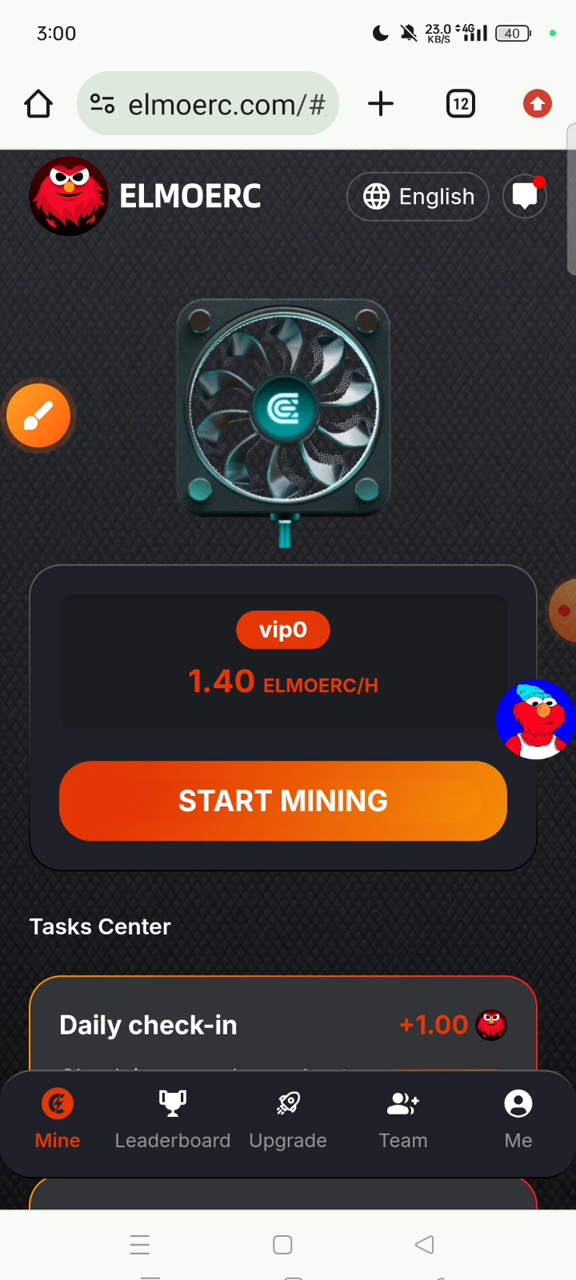 3:00
23.0 KB/S 4G 40
elmoerc.com/#
12
ELMOERC
English
vip0
1.40 ELMOERC/H
START MINING
Tasks Center
Daily check-in +1.00
Mine Leaderboard Upgrade Team Me